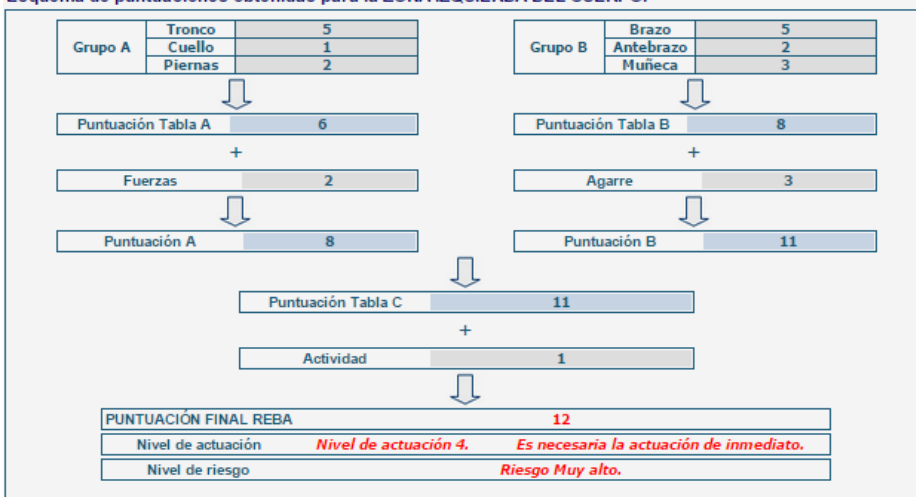 Grupo A
Tronco 5
Cuello 1
Piernas 2
Grupo B
Brazo 5
Antebrazo 2
Muñeca 3
Puntuación Tabla A 6
Puntuación Tabla B 8
+
+
Fuerzas 2
Agarre 3
Puntuación A 8
Puntuación B 11
Puntuación Tabla C 11
+
Actividad 1
PUNTUACIÓN FINAL REBA 12
Nivel de actuación Nivel de actuación 4. Es necesaria la actuación de inmediato.
Nivel de riesgo Riesgo Muy alto.